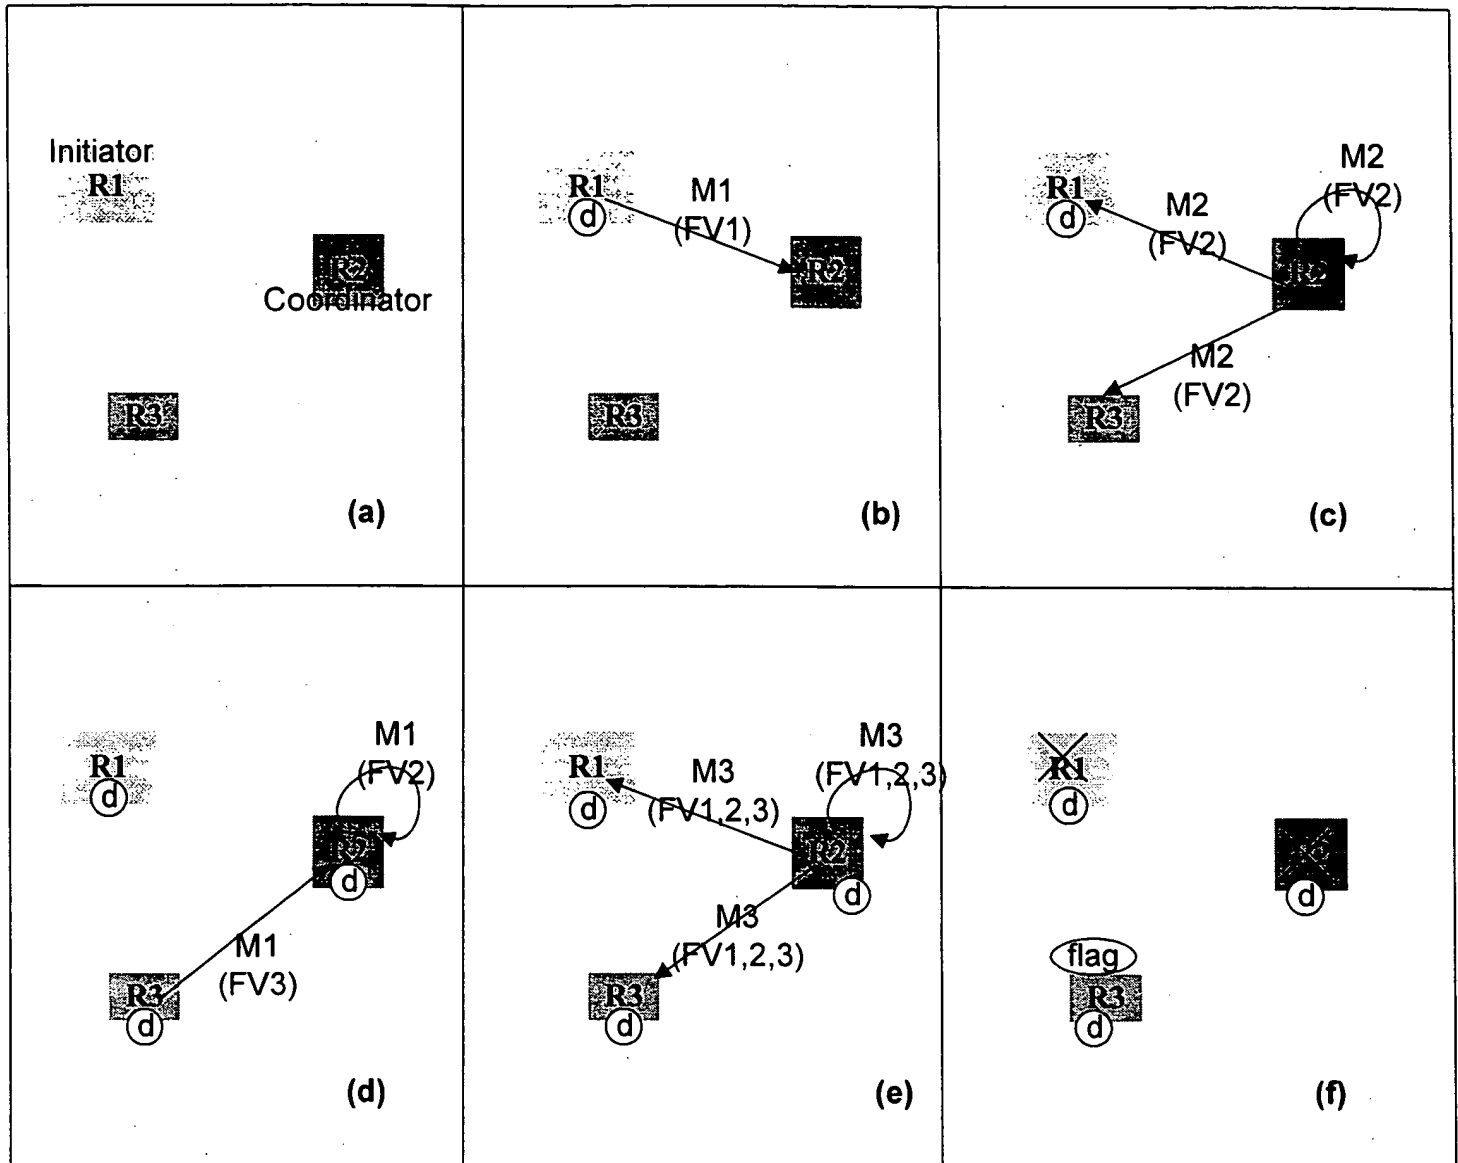 Initiator
R1
R2
Coordinator
R3
(a)
R1
d
M1
(FV1)
R2
R3
(b)
R1
d
M2
(FV2)
M2
(FV2)
R2
M2
(FV2)
R3
(c)
R1
d
M1
(FV2)
R2
d
M1
(FV3)
R3
d
(d)
R1
d
M3
(FV1,2,3)
M3
(FV1,2,3)
R2
d
M3
(FV1,2,3)
R3
d
(e)
R1
d
d
flag
R3
d
(f)